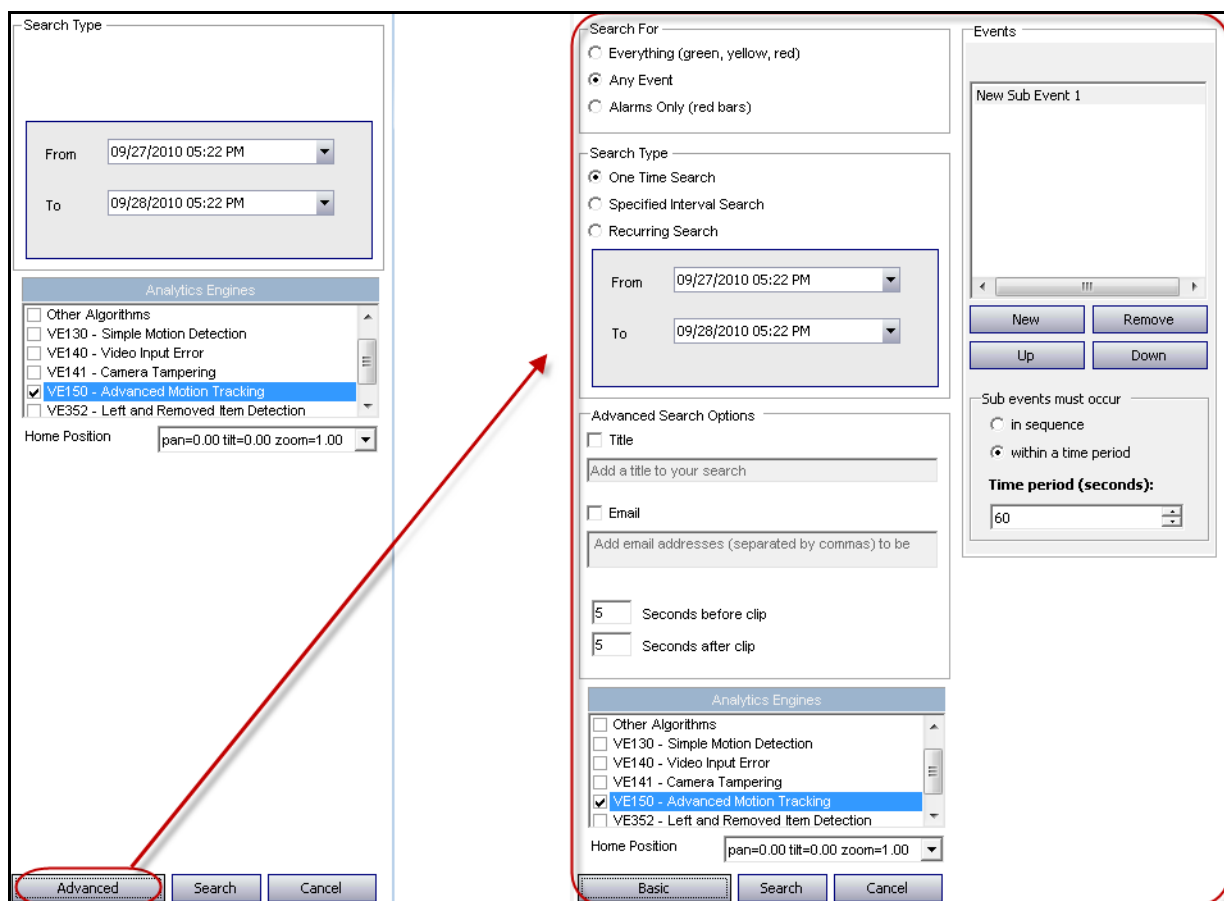 Search Type
From
09/27/2010 05:22 PM
To
09/28/2010 05:22 PM
Analytics Engines
Other Algorithms
VE130 - Simple Motion Detection
VE140 - Video Input Error
VE141 - Camera Tampering
VE150 - Advanced Motion Tracking
VE352 - Left and Removed Item Detection
Home Position
pan=0.00 tilt=0.00 zoom=1.00
Advanced
Search
Cancel
Search For
Everything (green, yellow, red)
Any Event
Alarms Only (red bars)
Search Type
One Time Search
Specified Interval Search
Recurring Search
From
09/27/2010 05:22 PM
To
09/28/2010 05:22 PM
Advanced Search Options
Title
Add a title to your search
Email
Add email addresses (separated by commas) to be
5 Seconds before clip
5 Seconds after clip
Analytics Engines
Other Algorithms
VE130 - Simple Motion Detection
VE140 - Video Input Error
VE141 - Camera Tampering
VE150 - Advanced Motion Tracking
VE352 - Left and Removed Item Detection
Home Position
pan=0.00 tilt=0.00 zoom=1.00
Basic
Search
Cancel
Events
New Sub Event 1
New
Remove
Up
Down
Sub events must occur
in sequence
within a time period
Time period (seconds):
60